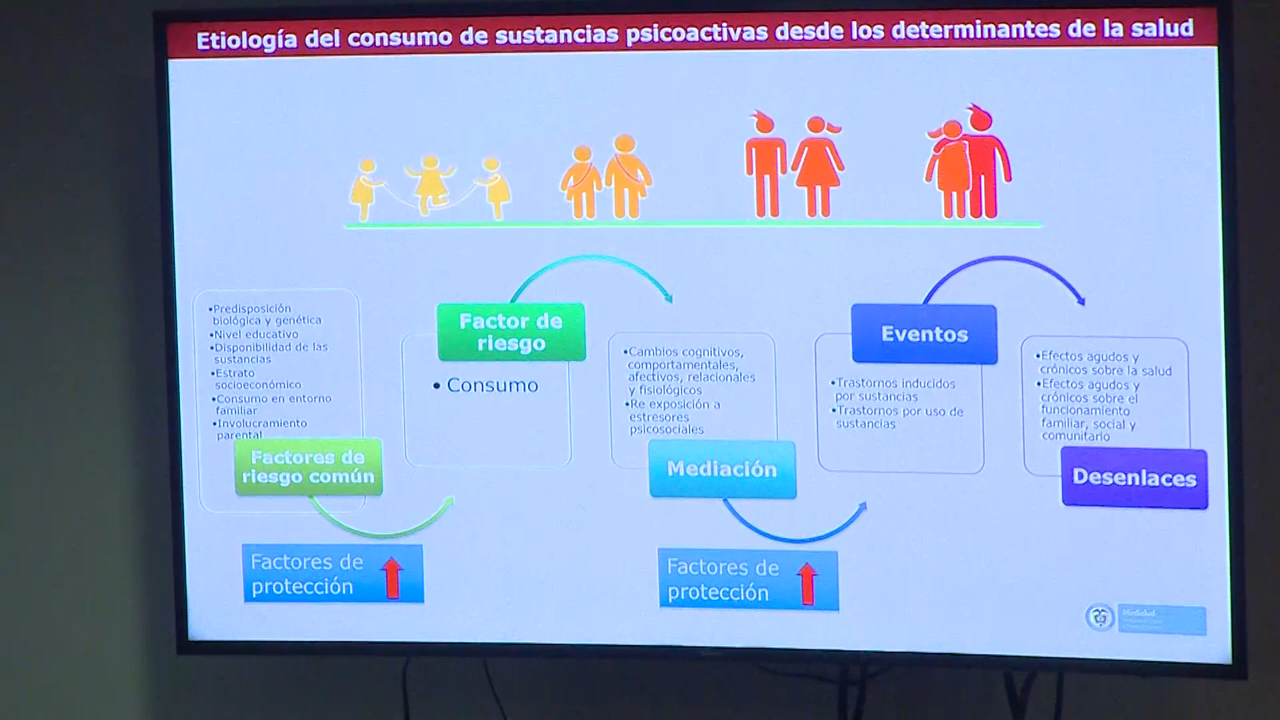 Etiología del consumo de sustancias psicoactivas desde los determinantes de la salud
•Predisposición
biológica y genética
•Nivel educativo
•Disponibilidad de las
sustancias
•Estrato
socioeconómico
•Consumo en entorno
familiar
•Involucramiento
parental
Factores de
riesgo común
Factores de
protección
Factor de
riesgo
• Consumo
•Cambios cognitivos,
comportamentales,
afectivos, relacionales
y fisiológicos
•Re exposición a
estresores
psicosociales
Mediación
Factores de
protección
Eventos
•Trastornos inducidos
por sustancias
•Trastornos por uso de
sustancias
•Efectos agudos y
crónicos sobre la salud
•Efectos agudos y
crónicos sobre el
funcionamiento
familiar, social y
comunitario
Desenlaces
MinSalud